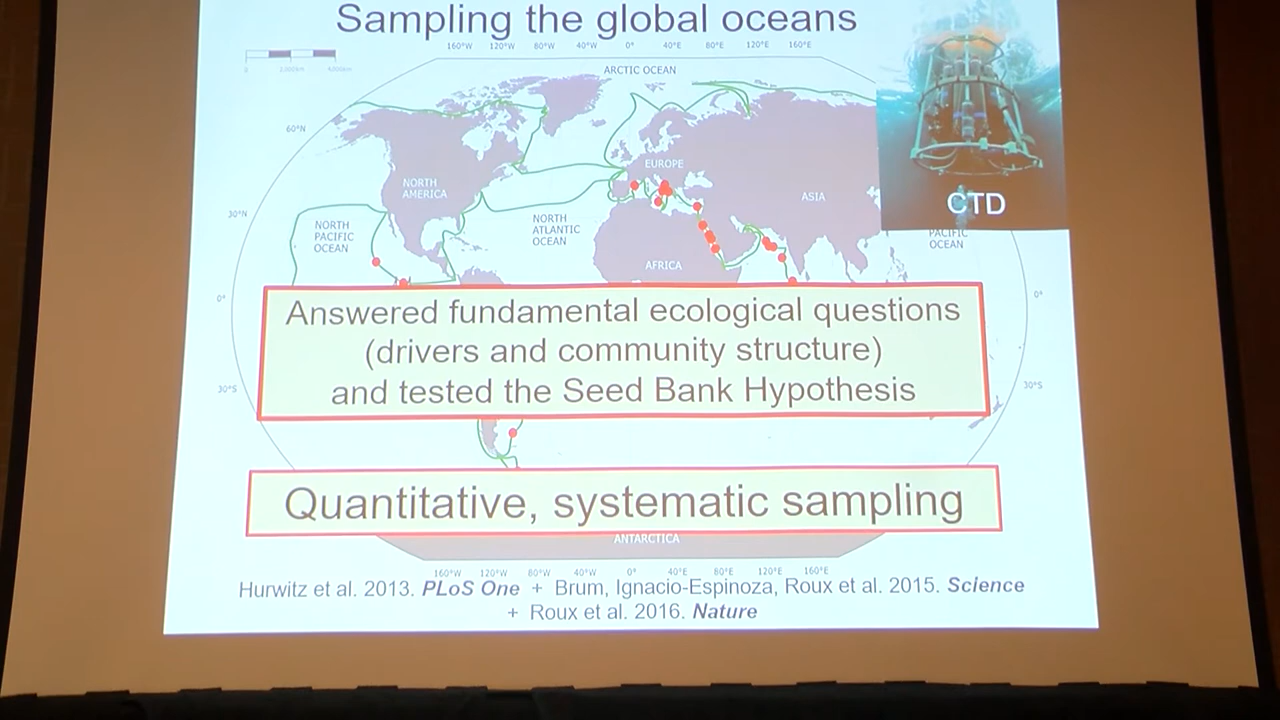 Sampling the global oceans
160°W 120°W 80°W 40°W 0° 40°E 80°E 120°E 160°E
ARCTIC OCEAN
60°N
EUROPE
NORTH
AMERICA
ASIA
CTD
30°N
NORTH
PACIFIC
OCEAN
NORTH
ATLANTIC
OCEAN
PACIFIC
OCEAN
AFRICA
0°
0°
Answered fundamental ecological questions
(drivers and community structure)
and tested the Seed Bank Hypothesis
30°S
30°S
Quantitative, systematic sampling
ANTARCTICA
160°W 120°W 80°W 40°W 0° 40°E 80°E 120°E 160°E
Hurwitz et al. 2013. PLoS One + Brum, Ignacio-Espinoza, Roux et al. 2015. Science
+ Roux et al. 2016. Nature